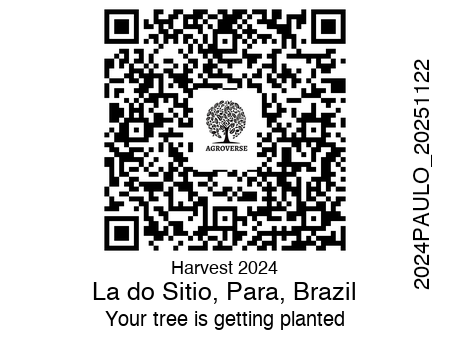 AGROVERSE
Harvest 2024
La do Sitio, Para, Brazil
Your tree is getting planted
2024PAULO_20251122